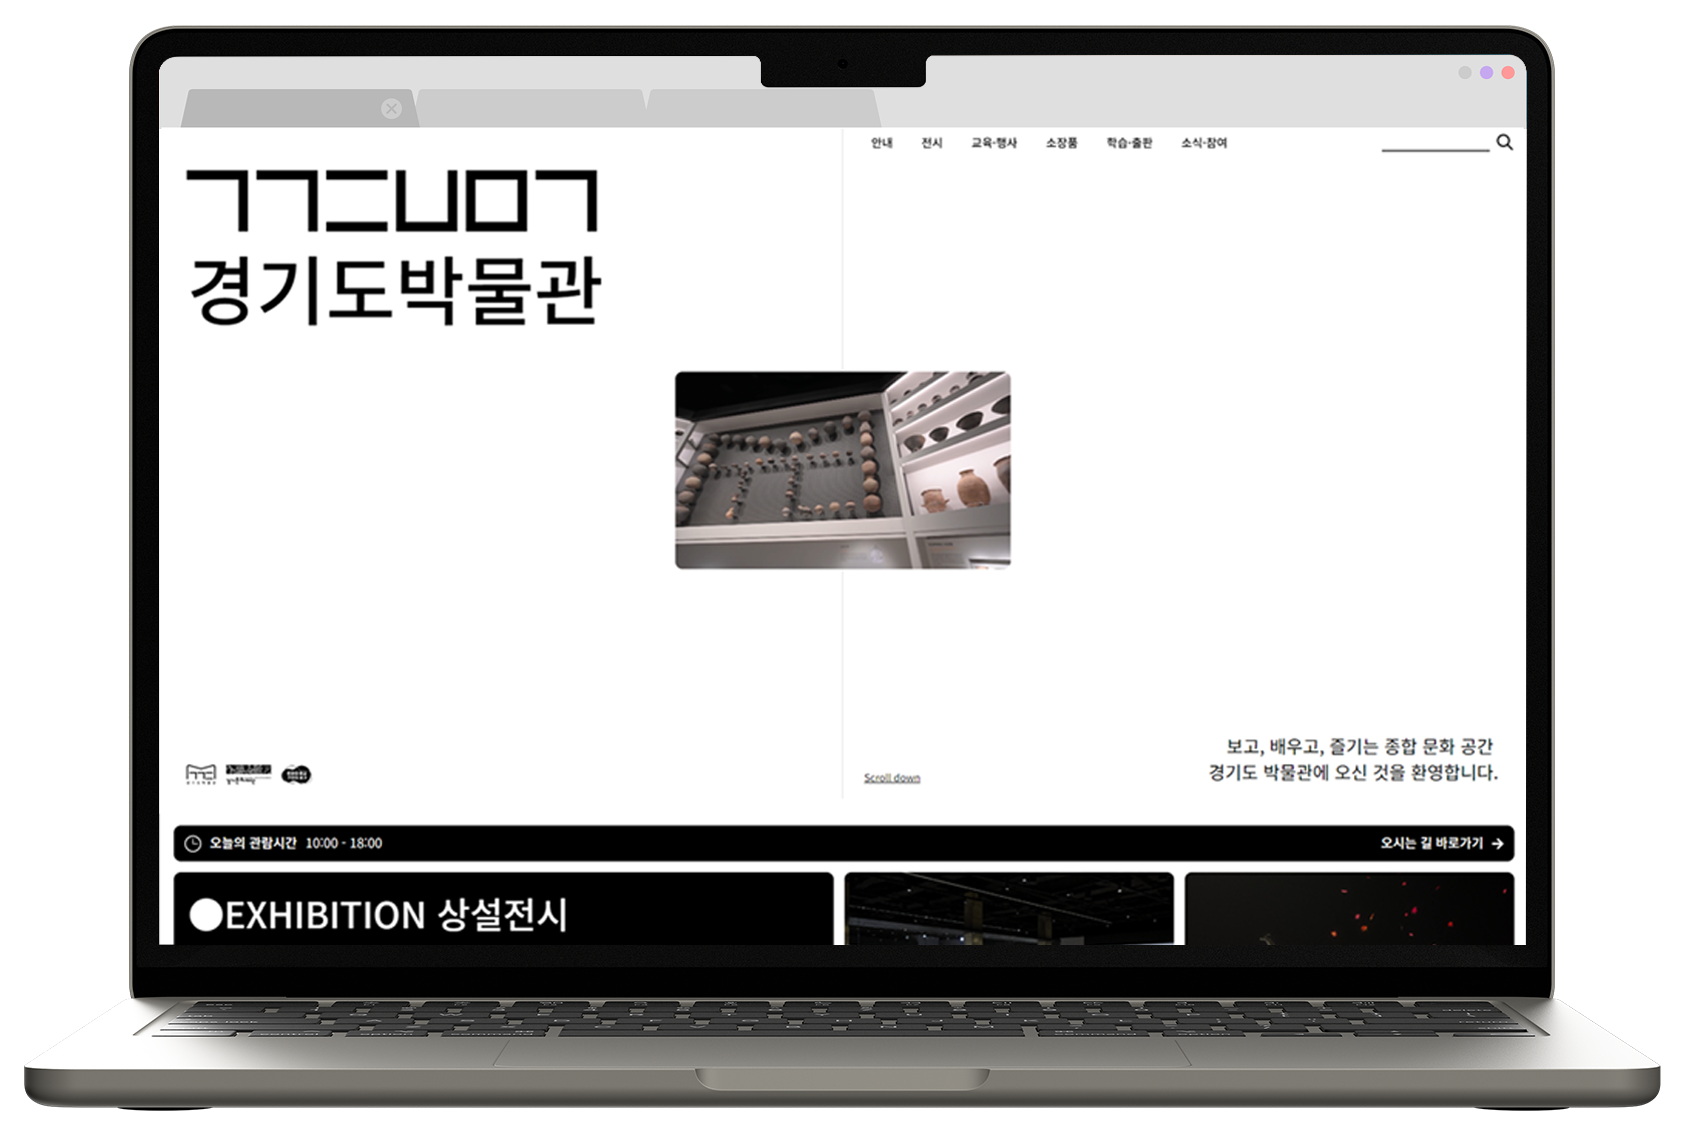 안내 전시 교육·행사 소장품 학습·출판 소식·참여
ㄱㄱㄷㅂㅁㄱ
경기도박물관
보고, 배우고, 즐기는 종합 문화 공간
경기도 박물관에 오신 것을 환영합니다.
Scroll down
오늘의 관람시간 10:00 - 18:00
오시는 길 바로가기 →
EXHIBITION 상설전시